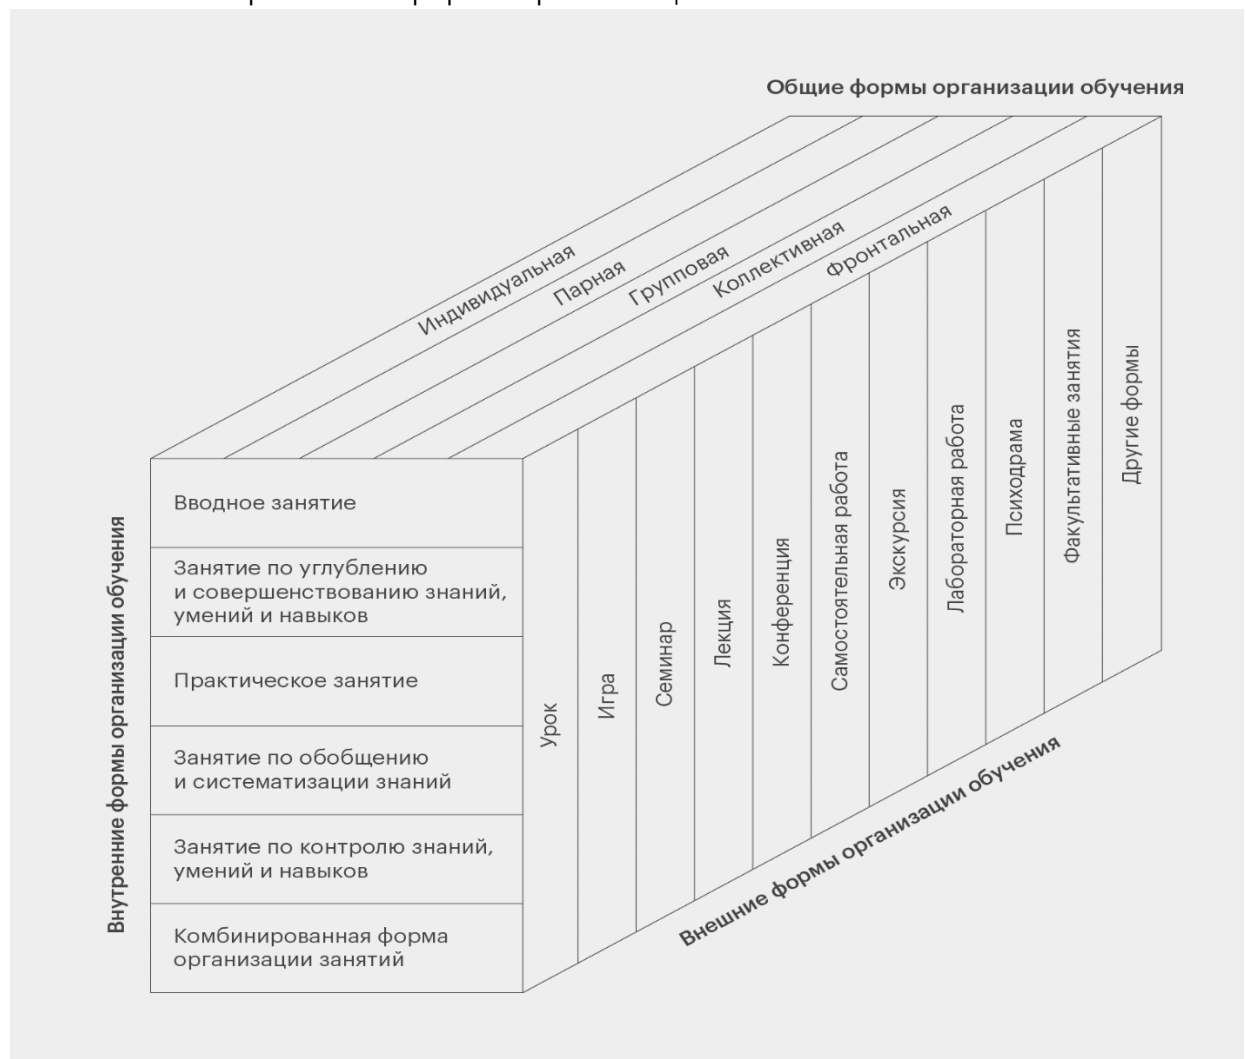 Общие формы организации обучения
Индивидуальная
Парная
Групповая
Коллективная
Фронтальная
Внутренние формы организации обучения
Вводное занятие
Занятие по углублению
и совершенствованию знаний,
умений и навыков
Практическое занятие
Занятие по обобщению
и систематизации знаний
Занятие по контролю знаний,
умений и навыков
Комбинированная форма
организации занятий
Урок
Игра
Семинар
Лекция
Конференция
Самостоятельная работа
Экскурсия
Лабораторная работа
Психодрама
Факультативные занятия
Другие формы
Внешние формы организации обучения